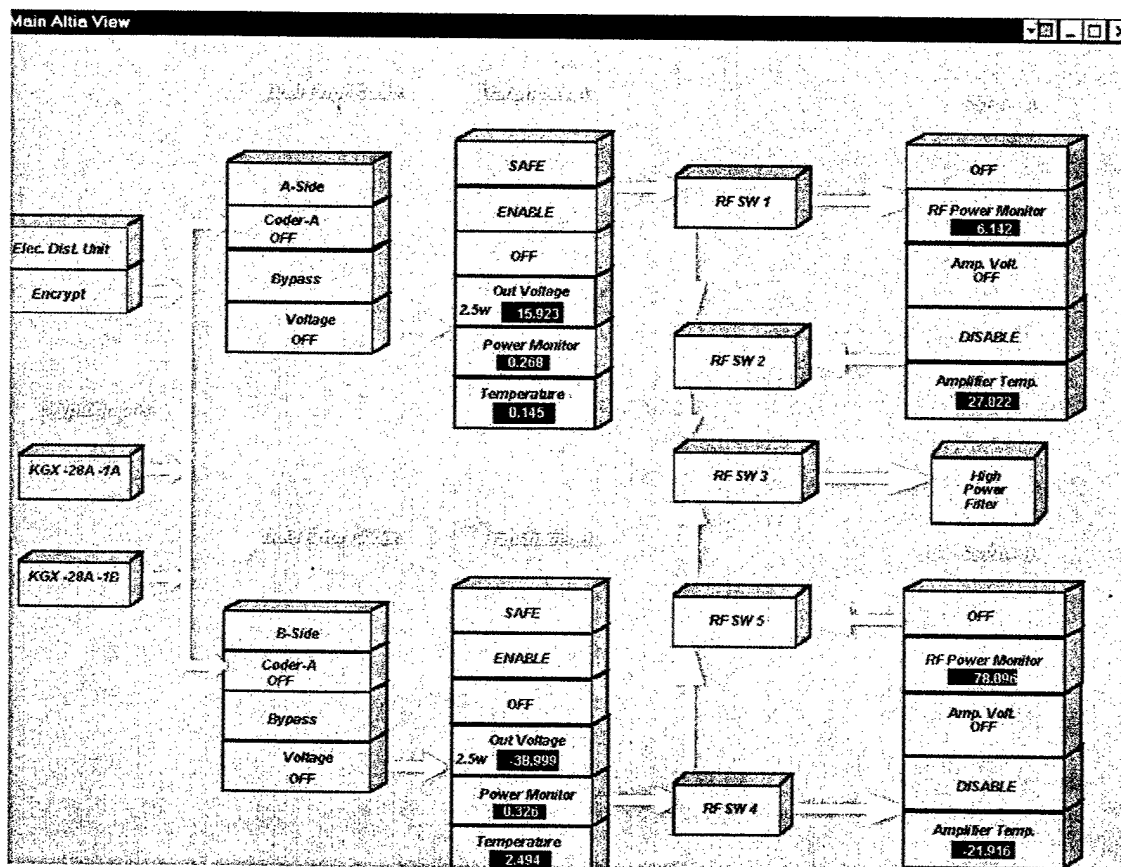 Main Altia View
Elec. Dist. Unit
Encrypt
KGX -28A -1A
KGX -28A -1B
A-Side
Coder-A
OFF
Bypass
Voltage
OFF
SAFE
ENABLE
OFF
Out Voltage
2.5w 15.923
Power Monitor
0.268
Temperature
0.145
RF SW 1
RF SW 2
RF SW 3
RF SW 5
RF SW 4
OFF
RF Power Monitor
6.142
Amp. Volt.
OFF
DISABLE
Amplifier Temp.
27.822
High
Power
Filter
B-Side
Coder-A
OFF
Bypass
Voltage
OFF
SAFE
ENABLE
OFF
Out Voltage
2.5w -38.999
Power Monitor
0.326
Temperature
2.494
OFF
RF Power Monitor
78.896
Amp. Volt.
OFF
DISABLE
Amplifier Temp.
-21.916